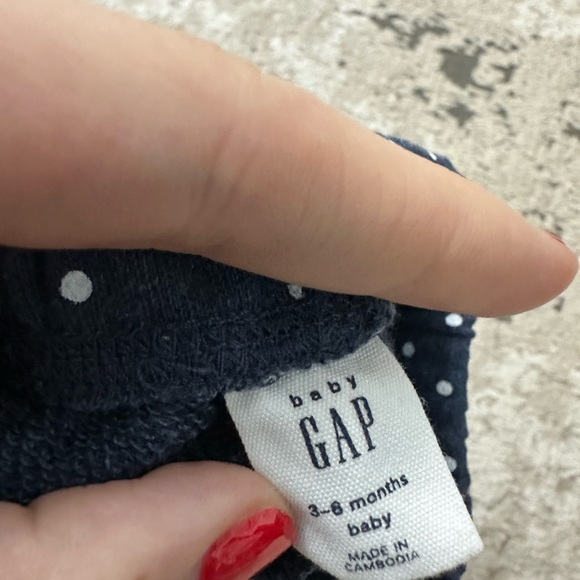 baby
GAP
3-6 months
baby
MADE IN
CAMBODIA